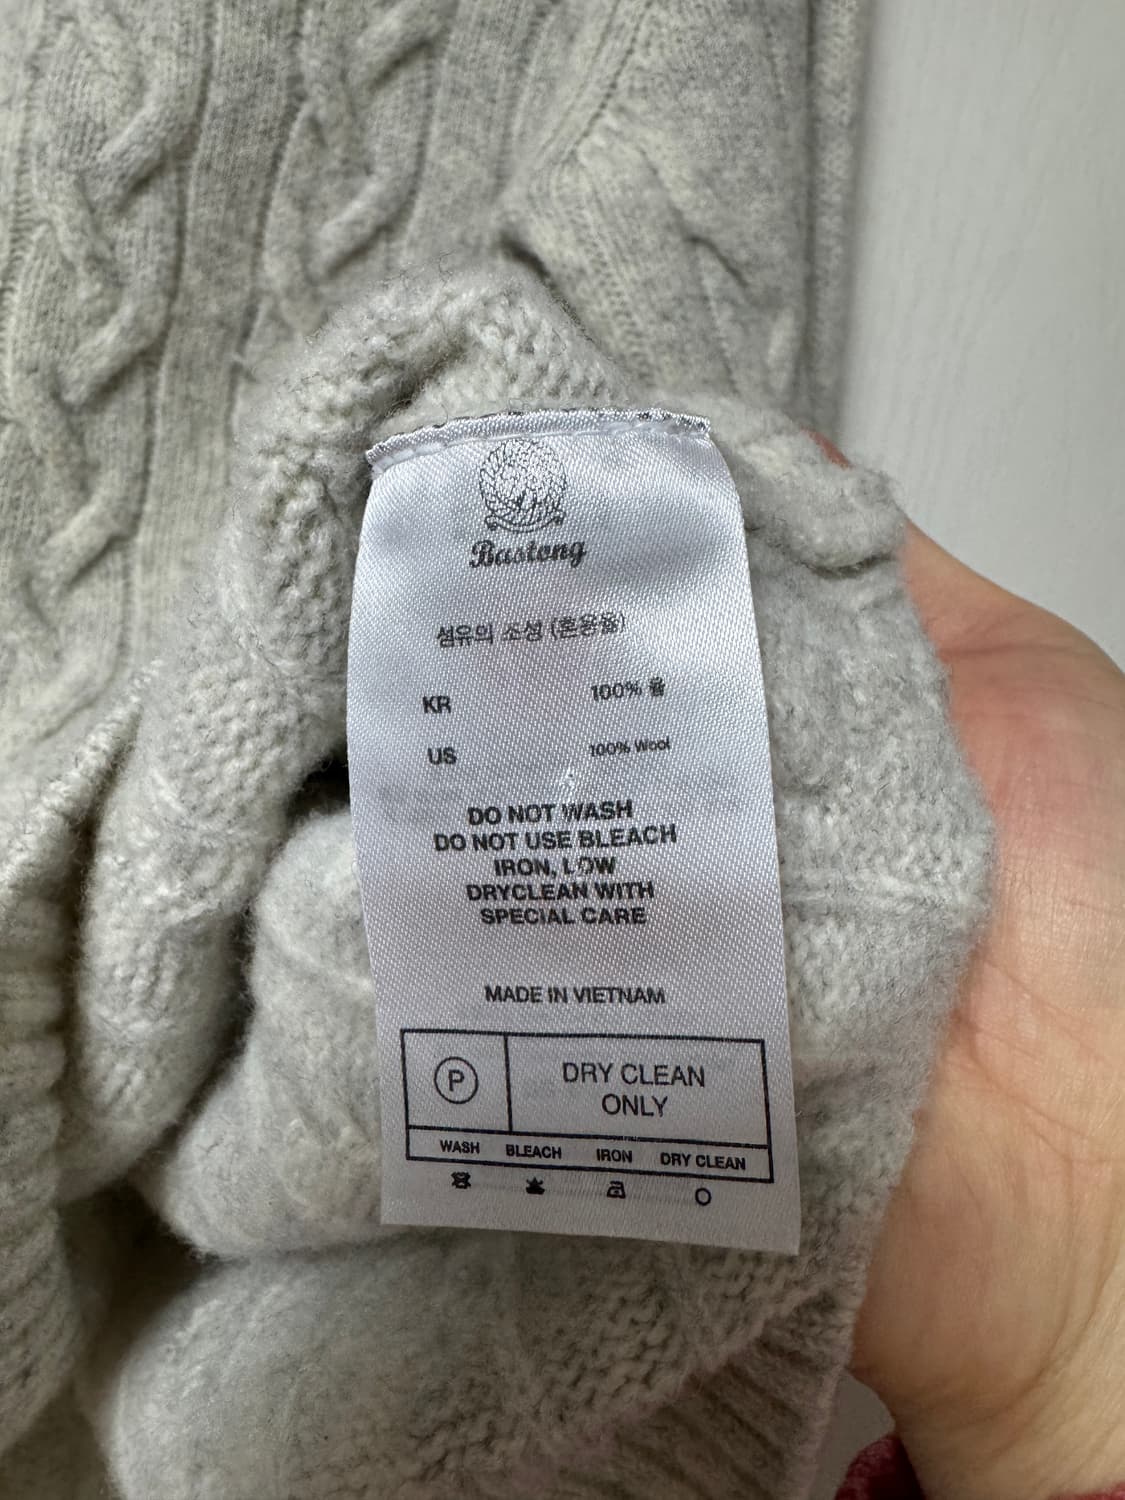 Bastong
섬유의 조성 (혼용율)
KR 100% 울
US 100% Wool
DO NOT WASH
DO NOT USE BLEACH
IRON, LOW
DRYCLEAN WITH
SPECIAL CARE
MADE IN VIETNAM
P DRY CLEAN
ONLY
WASH BLEACH IRON DRY CLEAN